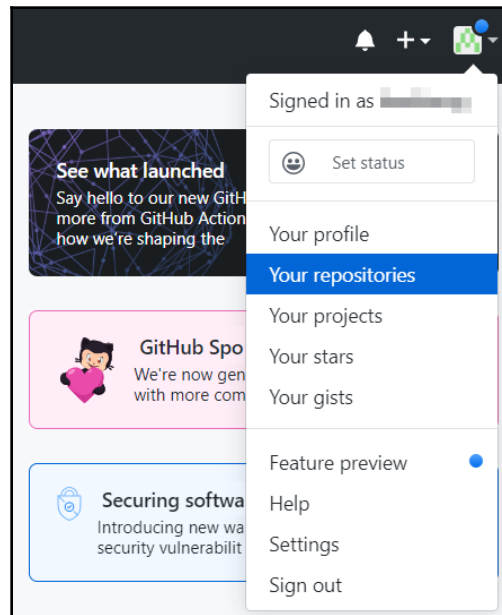 Signed in as
Set status
See what launched
Say hello to our new GitH
more from GitHub Action
how we're shaping the
Your profile
Your repositories
Your projects
Your stars
Your gists
GitHub Spo
We're now gen
with more com
Feature preview
Help
Settings
Sign out
Securing softwa
Introducing new wa
security vulnerabilit